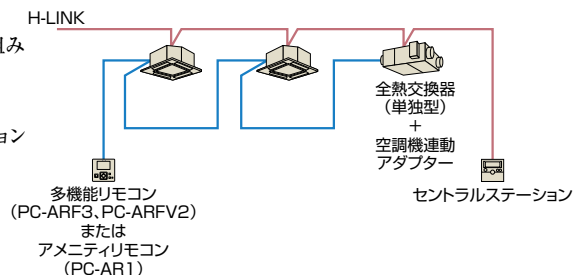 H-LINK
み
ョン
全熱交換器
（単独型）
＋
空調機連動
アダプター
多機能リモコン
（PC-ARF3、PC-ARFV2）
または
アメニティリモコン
（PC-AR1）
セントラルステーション